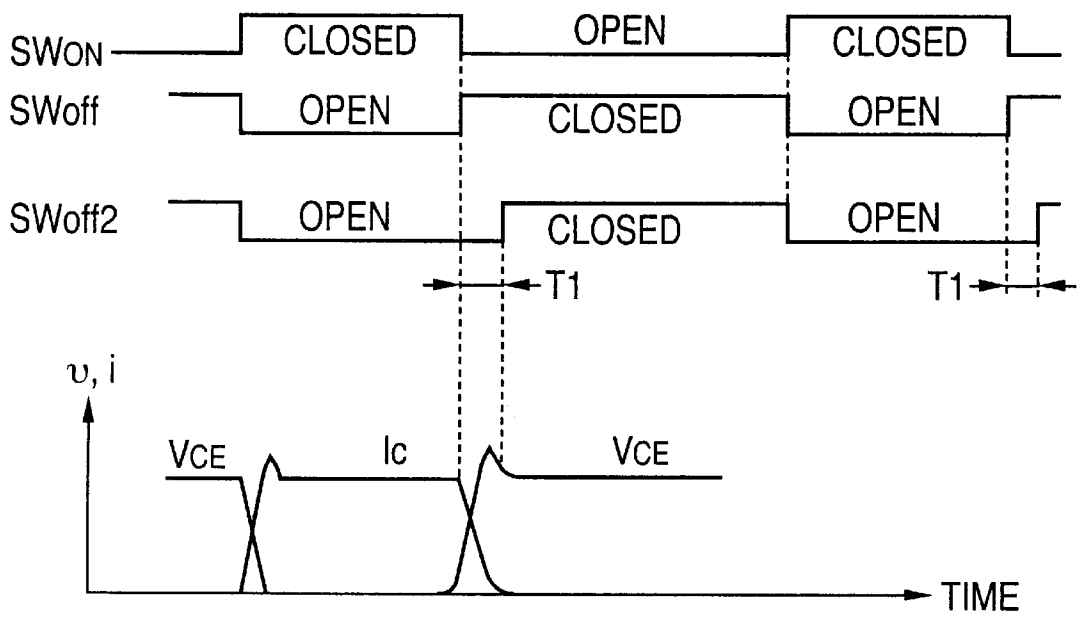 SWON CLOSED OPEN CLOSED
SWoff OPEN CLOSED OPEN
SWoff2 OPEN CLOSED OPEN
T1 T1
υ, i
VCE Ic VCE
TIME